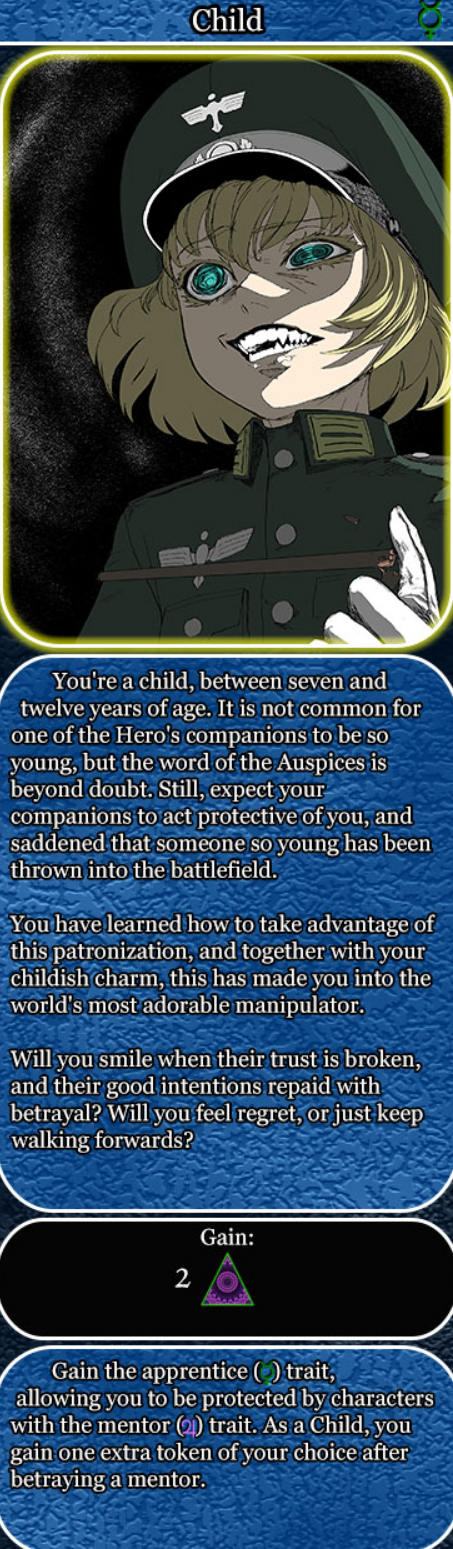 Child
You're a child, between seven and
twelve years of age. It is not common for
one of the Hero's companions to be so
young, but the word of the Auspices is
beyond doubt. Still, expect your
companions to act protective of you, and
saddened that someone so young has been
thrown into the battlefield.
You have learned how to take advantage of
this patronization, and together with your
childish charm, this has made you into the
world's most adorable manipulator.
Will you smile when their trust is broken,
and their good intentions repaid with
betrayal? Will you feel regret, or just keep
walking forwards?
Gain:
2
Gain the apprentice (☿) trait,
allowing you to be protected by characters
with the mentor (♃) trait. As a Child, you
gain one extra token of your choice after
betraying a mentor.